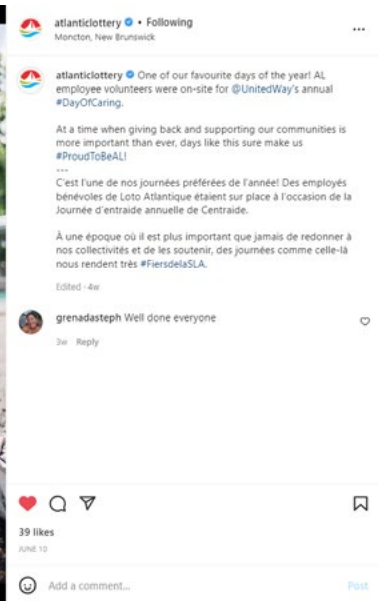 atlanticlottery • Following
Moncton, New Brunswick
atlanticlottery One of our favourite days of the year! AL
employee volunteers were on-site for @UnitedWay's annual
#DayOfCaring.
At a time when giving back and supporting our communities is
more important than ever, days like this sure make us
#ProudToBeAL!
---
C'est l'une de nos journées préférées de l'année! Des employés
bénévoles de Loto Atlantique étaient sur place à l'occasion de la
Journée d'entraide annuelle de Centraide.
À une époque où il est plus important que jamais de redonner à
nos collectivités et de les soutenir, des journées comme celle-là
nous rendent très #FiersdelaSLA.
Edited · 4w
grenadasteph Well done everyone
3w Reply
39 likes
JUNE 10
Add a comment...
Post